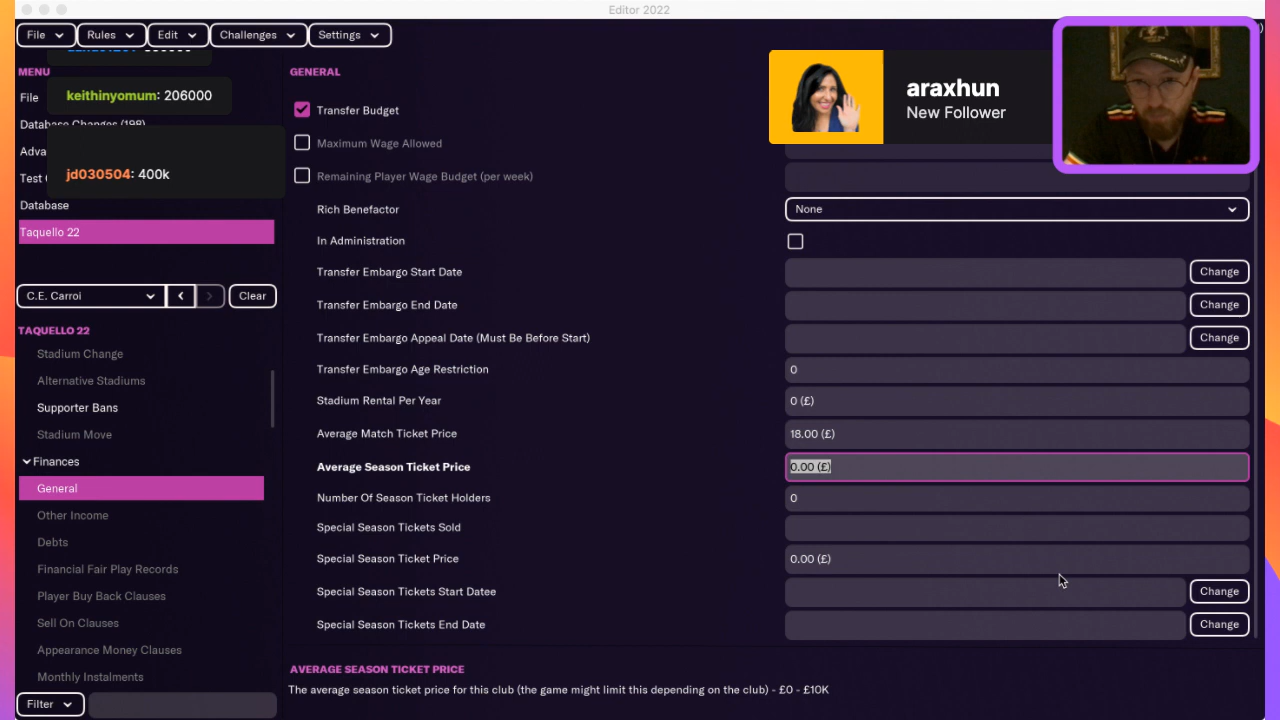 Editor 2022
File
Rules
Edit
Challenges
Settings
MENU
File
keithinyomum: 206000
Database Changes (198)
jd030504: 400k
Database
Taquello 22
C.E. Carroi
Clear
TAQUELLO 22
Stadium Change
Alternative Stadiums
Supporter Bans
Stadium Move
Finances
General
Other Income
Debts
Financial Fair Play Records
Player Buy Back Clauses
Sell On Clauses
Appearance Money Clauses
Monthly Instalments
Filter
GENERAL
Transfer Budget
Maximum Wage Allowed
Remaining Player Wage Budget (per week)
Rich Benefactor
None
In Administration
Transfer Embargo Start Date
Change
Transfer Embargo End Date
Change
Transfer Embargo Appeal Date (Must Be Before Start)
Change
Transfer Embargo Age Restriction
0
Stadium Rental Per Year
0 (£)
Average Match Ticket Price
18.00 (£)
Average Season Ticket Price
0.00 (£)
Number Of Season Ticket Holders
0
Special Season Tickets Sold
Special Season Ticket Price
0.00 (£)
Special Season Tickets Start Datee
Change
Special Season Tickets End Date
Change
AVERAGE SEASON TICKET PRICE
The average season ticket price for this club (the game might limit this depending on the club) - £0 - £10K
araxhun
New Follower